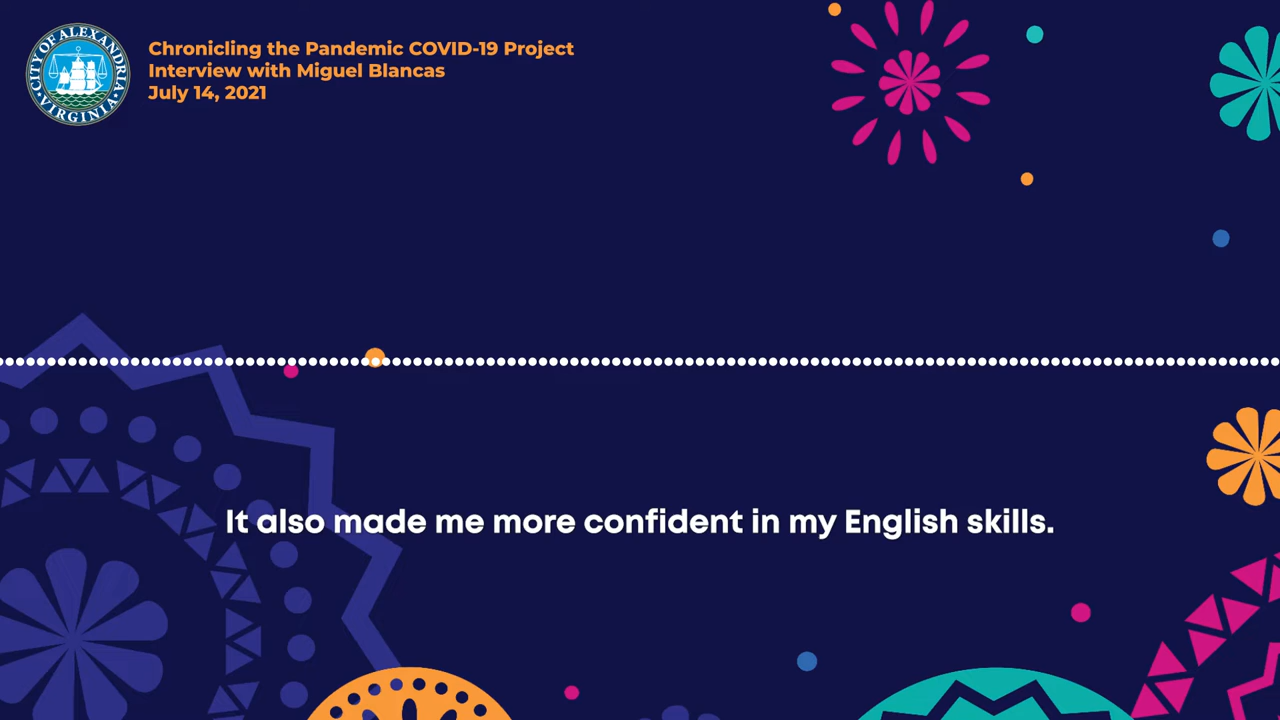 CITY OF ALEXANDRIA
VIRGINIA
Chronicling the Pandemic COVID-19 Project
Interview with Miguel Blancas
July 14, 2021
It also made me more confident in my English skills.